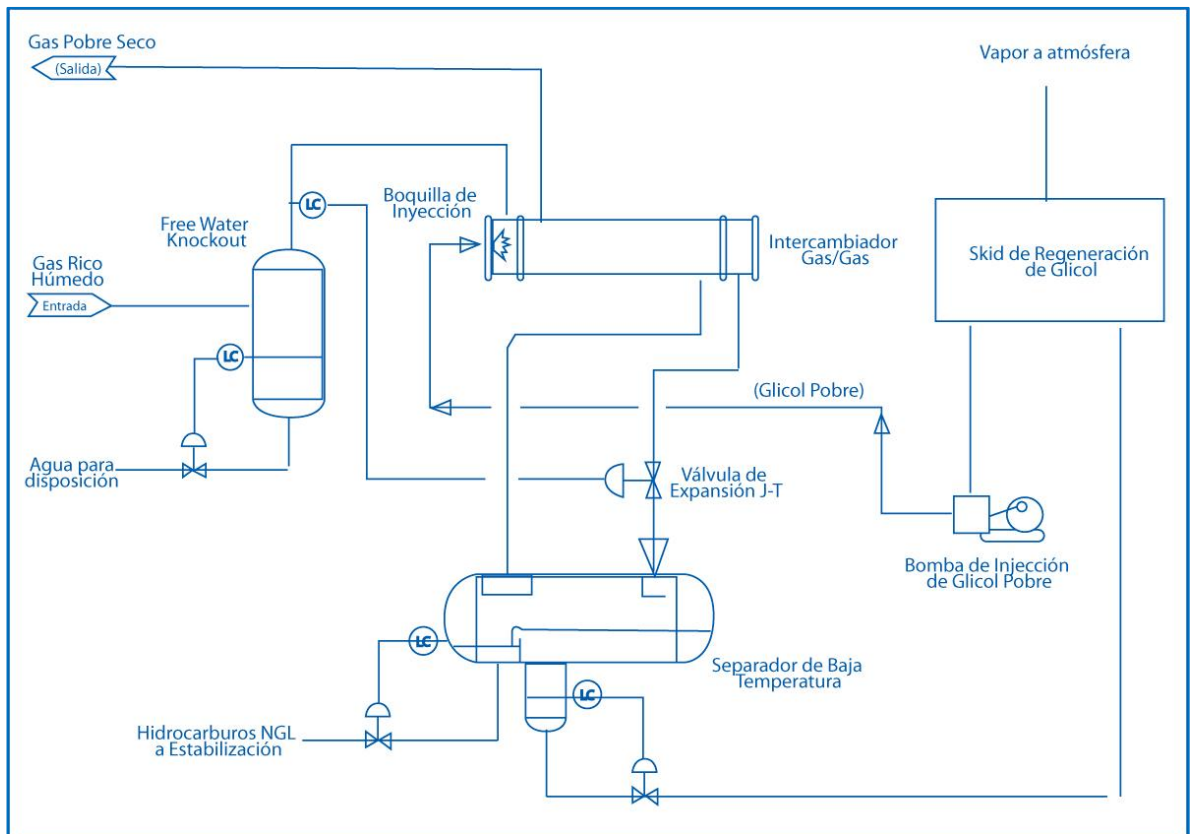 Gas Pobre Seco
(Salida)
Vapor a atmósfera
LC
Boquilla de
Inyección
Free Water
Knockout
Intercambiador
Gas/Gas
Skid de Regeneración
de Glicol
Gas Rico
Húmedo
Entrada
LC
(Glicol Pobre)
Agua para
disposición
Válvula de
Expansión J-T
Bomba de Injección
de Glicol Pobre
LC
Separador de Baja
Temperatura
LC
Hidrocarburos NGL
a Estabilización